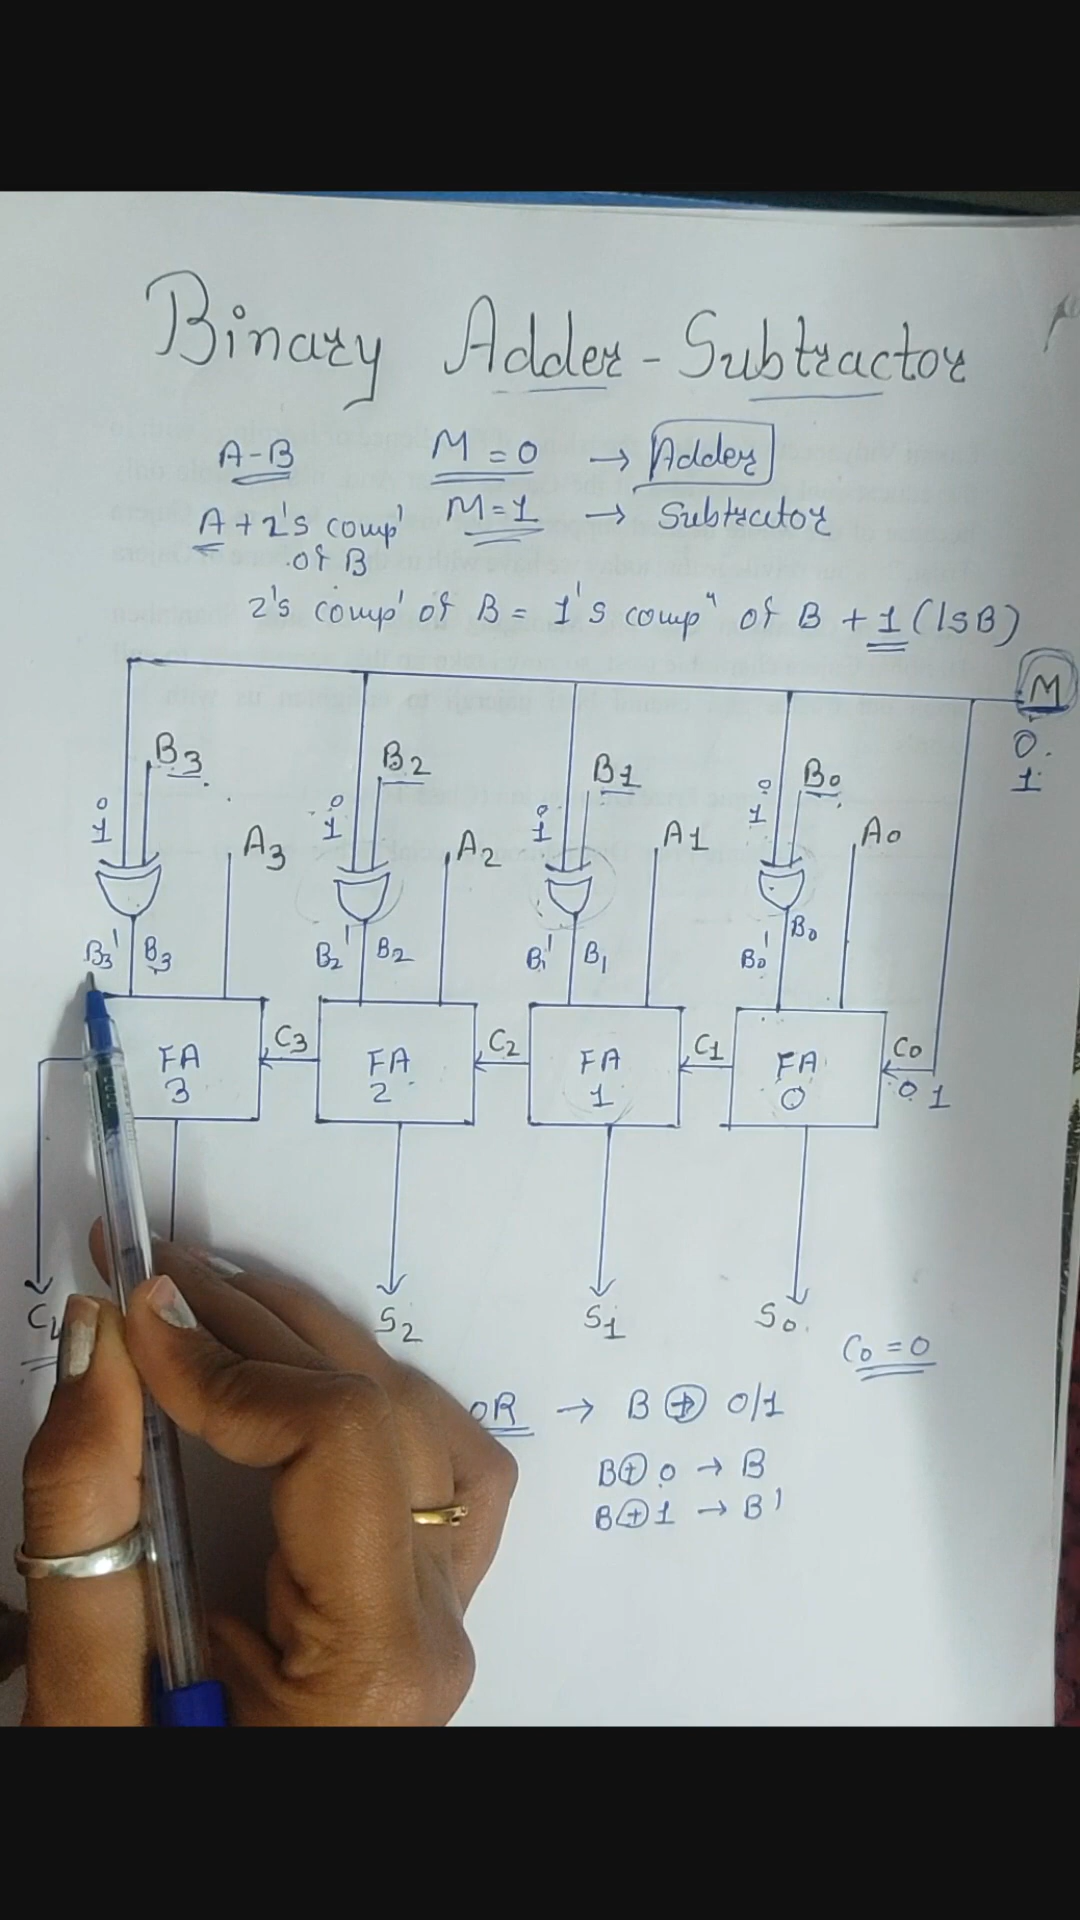 Binary Adder-Subtractor
A-B M=0 → Adder
A+2's comp' M=1 → Subtrator
of B
2's comp' of B = 1's comp" of B + 1 (lSB)
M
0.
1
B3 B2 B1 B0
0 0 0 0
1 1 1 1
A3 A2 A1 A0
B3' B3 B2' B2 B1' B1 B0' B0
C3 C2 C1 C0
FA FA FA FA
3 2 1 0
0 1
S2 S1 S0
C0 = 0
OR → B ⊕ 0/1
B⊕0 → B
B⊕1 → B'